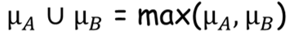 μA ∪ μB = max(μA, μB)